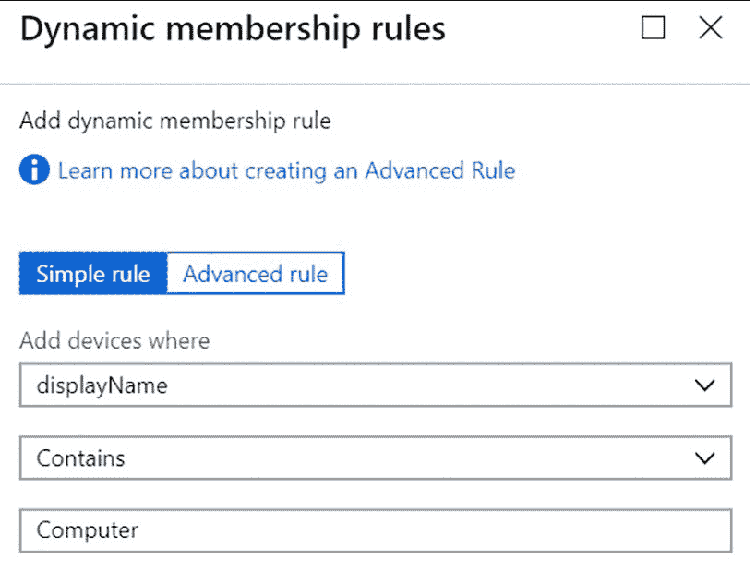 Dynamic membership rules
Add dynamic membership rule
Learn more about creating an Advanced Rule
Simple rule Advanced rule
Add devices where
displayName
Contains
Computer